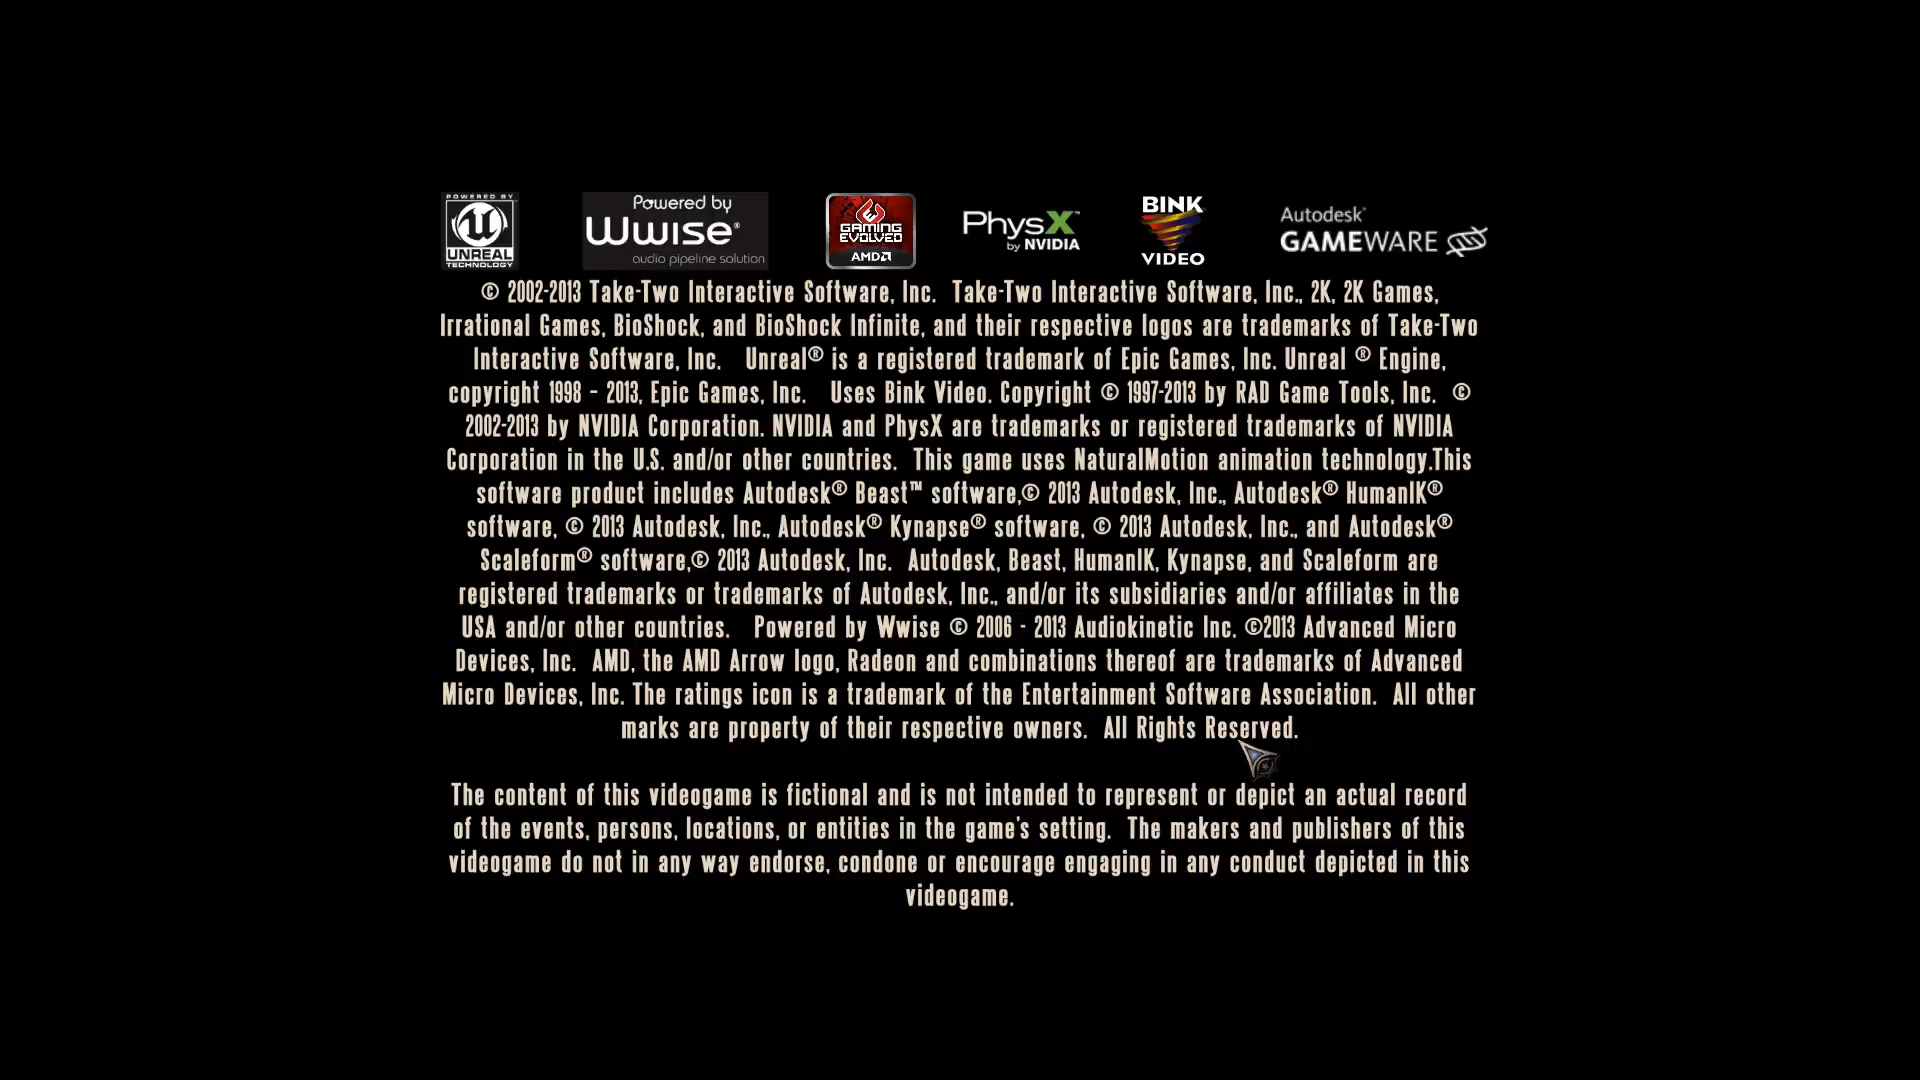 POWERED BY
UNREAL
TECHNOLOGY
Powered by
Wwise®
audio pipeline solution
GAMING
EVOLVED
AMD
PhysX™
by NVIDIA
BINK
VIDEO
Autodesk®
GAMEWARE
© 2002-2013 Take-Two Interactive Software, Inc.  Take-Two Interactive Software, Inc., 2K, 2K Games,
Irrational Games, BioShock, and BioShock Infinite, and their respective logos are trademarks of Take-Two
Interactive Software, Inc.   Unreal® is a registered trademark of Epic Games, Inc. Unreal ® Engine,
copyright 1998 - 2013, Epic Games, Inc.   Uses Bink Video. Copyright © 1997-2013 by RAD Game Tools, Inc.  ©
2002-2013 by NVIDIA Corporation. NVIDIA and PhysX are trademarks or registered trademarks of NVIDIA
Corporation in the U.S. and/or other countries.  This game uses NaturalMotion animation technology.This
software product includes Autodesk® Beast™ software,© 2013 Autodesk, Inc., Autodesk® HumanIK®
software, © 2013 Autodesk, Inc., Autodesk® Kynapse® software, © 2013 Autodesk, Inc., and Autodesk®
Scaleform® software,© 2013 Autodesk, Inc.  Autodesk, Beast, HumanIK, Kynapse, and Scaleform are
registered trademarks or trademarks of Autodesk, Inc., and/or its subsidiaries and/or affiliates in the
USA and/or other countries.   Powered by Wwise © 2006 - 2013 Audiokinetic Inc. ©2013 Advanced Micro
Devices, Inc.  AMD, the AMD Arrow logo, Radeon and combinations thereof are trademarks of Advanced
Micro Devices, Inc. The ratings icon is a trademark of the Entertainment Software Association.  All other
marks are property of their respective owners.  All Rights Reserved.
The content of this videogame is fictional and is not intended to represent or depict an actual record
of the events, persons, locations, or entities in the game's setting.  The makers and publishers of this
videogame do not in any way endorse, condone or encourage engaging in any conduct depicted in this
videogame.